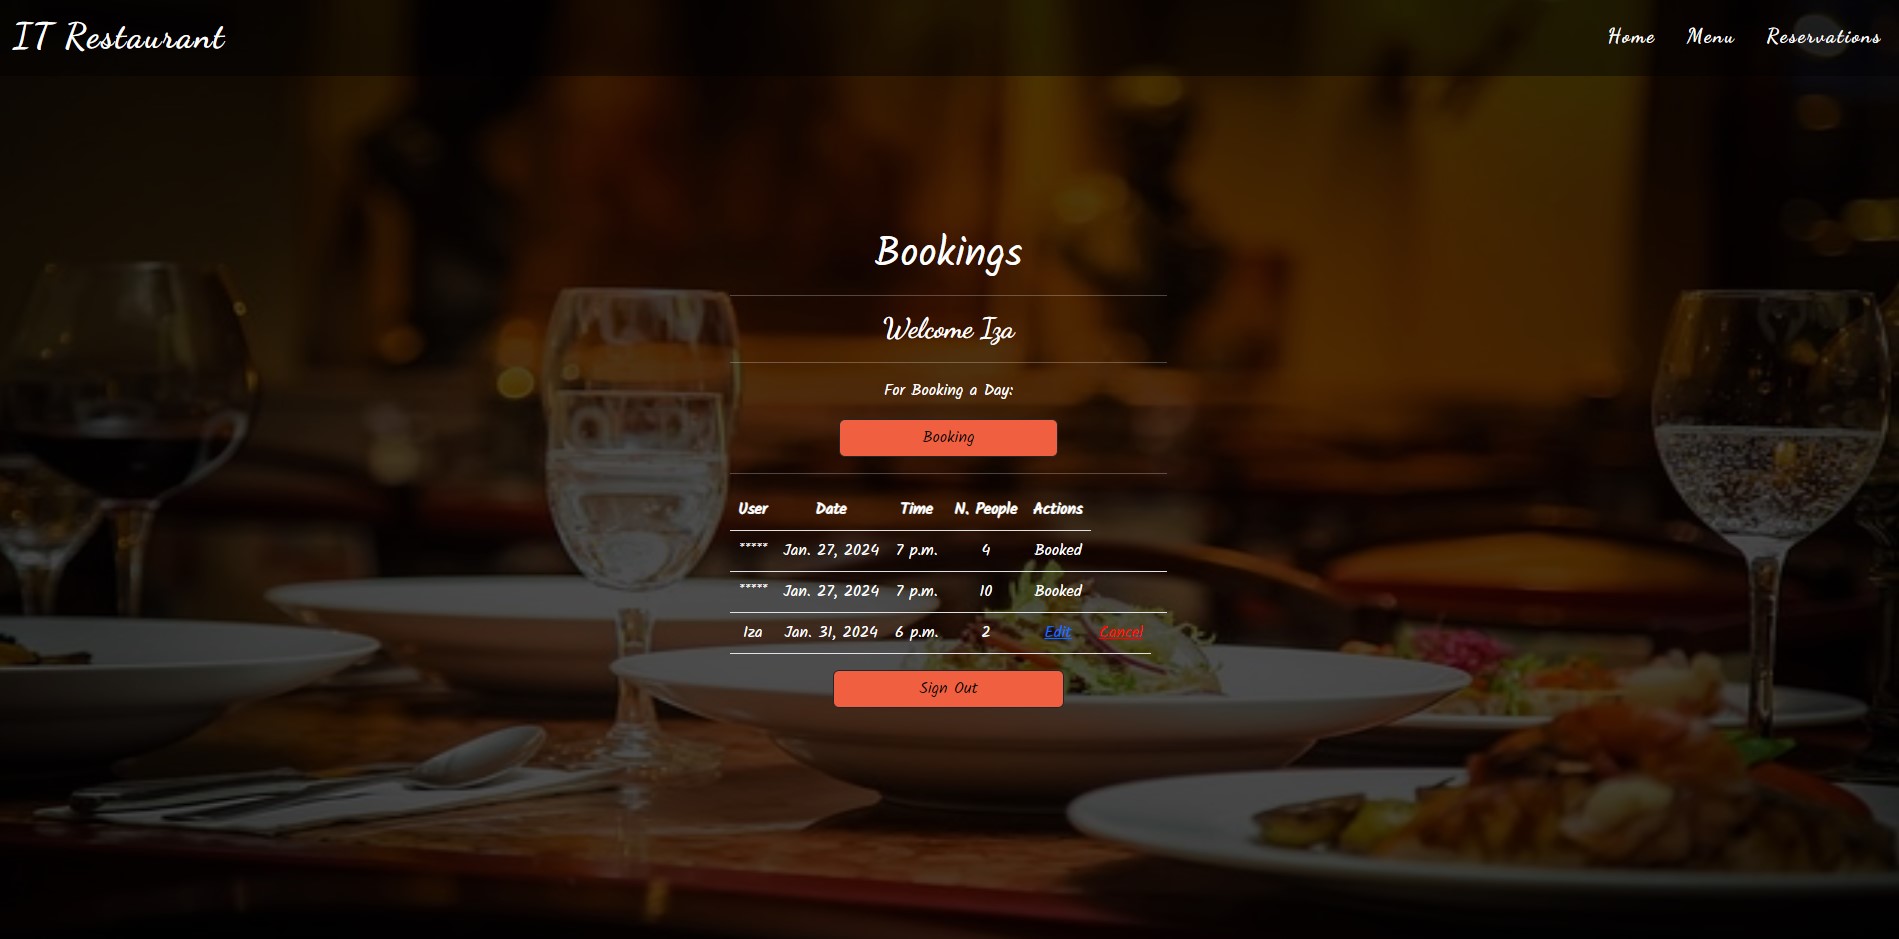 IT Restaurant
Home Menu Reservations
Bookings
Welcome Iza
For Booking a Day:
Booking
User Date Time N. People Actions
***** Jan. 27, 2024 7 p.m. 4 Booked
***** Jan. 27, 2024 7 p.m. 10 Booked
Iza Jan. 31, 2024 6 p.m. 2 Edit Cancel
Sign Out